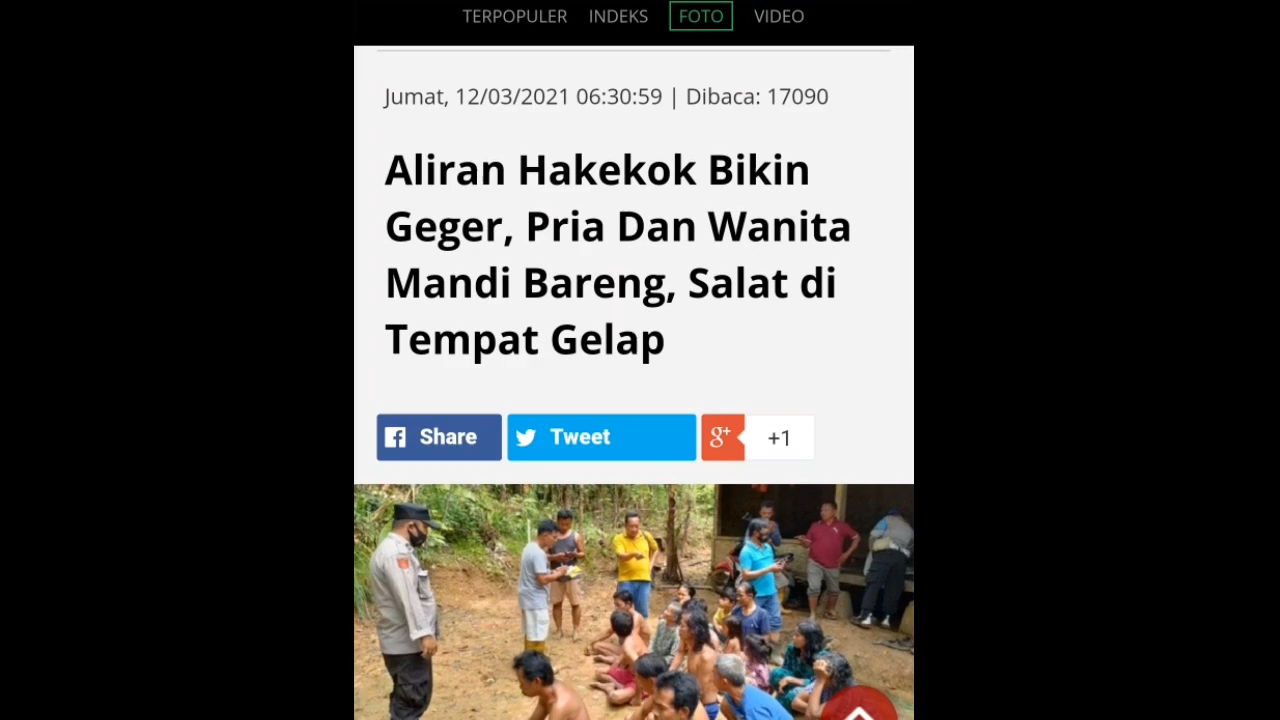 TERPOPULER INDEKS FOTO VIDEO
Jumat, 12/03/2021 06:30:59 | Dibaca: 17090
Aliran Hakekok Bikin
Geger, Pria Dan Wanita
Mandi Bareng, Salat di
Tempat Gelap
Share Tweet g+ +1